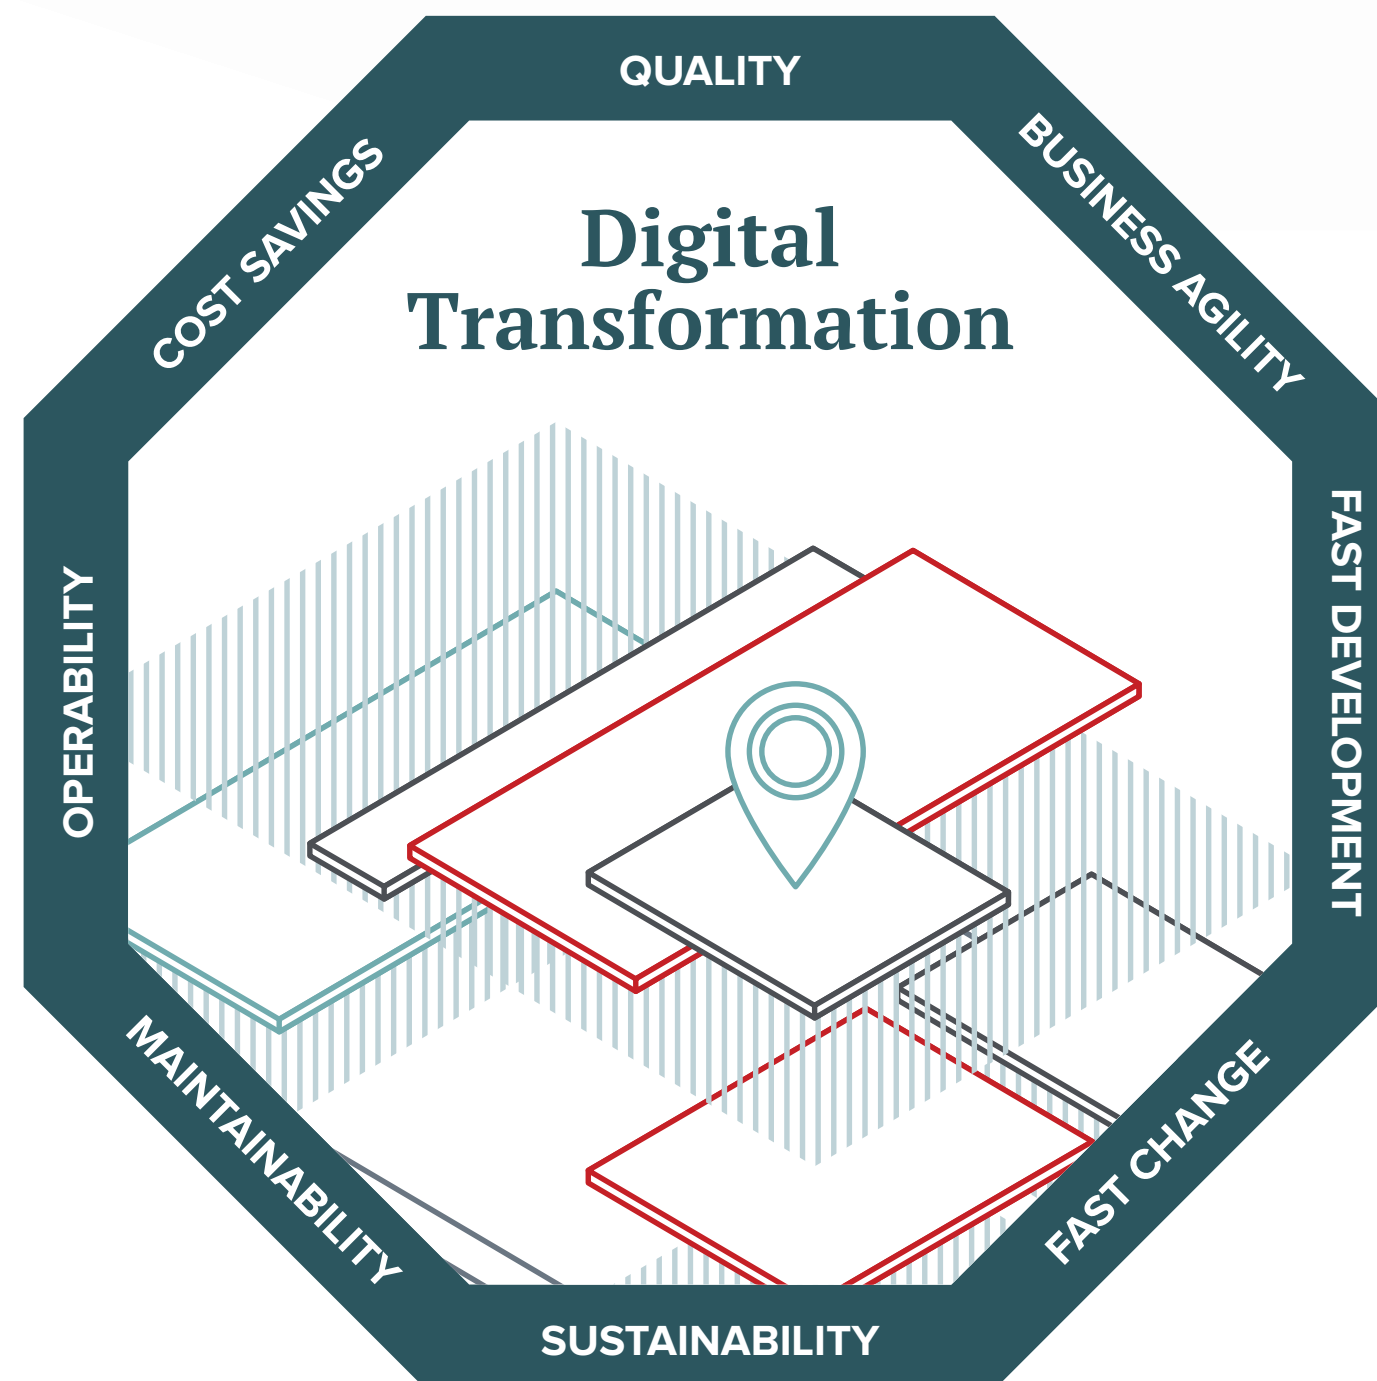 QUALITY
BUSINESS AGILITY
FAST DEVELOPMENT
FAST CHANGE
SUSTAINABILITY
MAINTAINABILITY
OPERABILITY
COST SAVINGS
Digital
Transformation